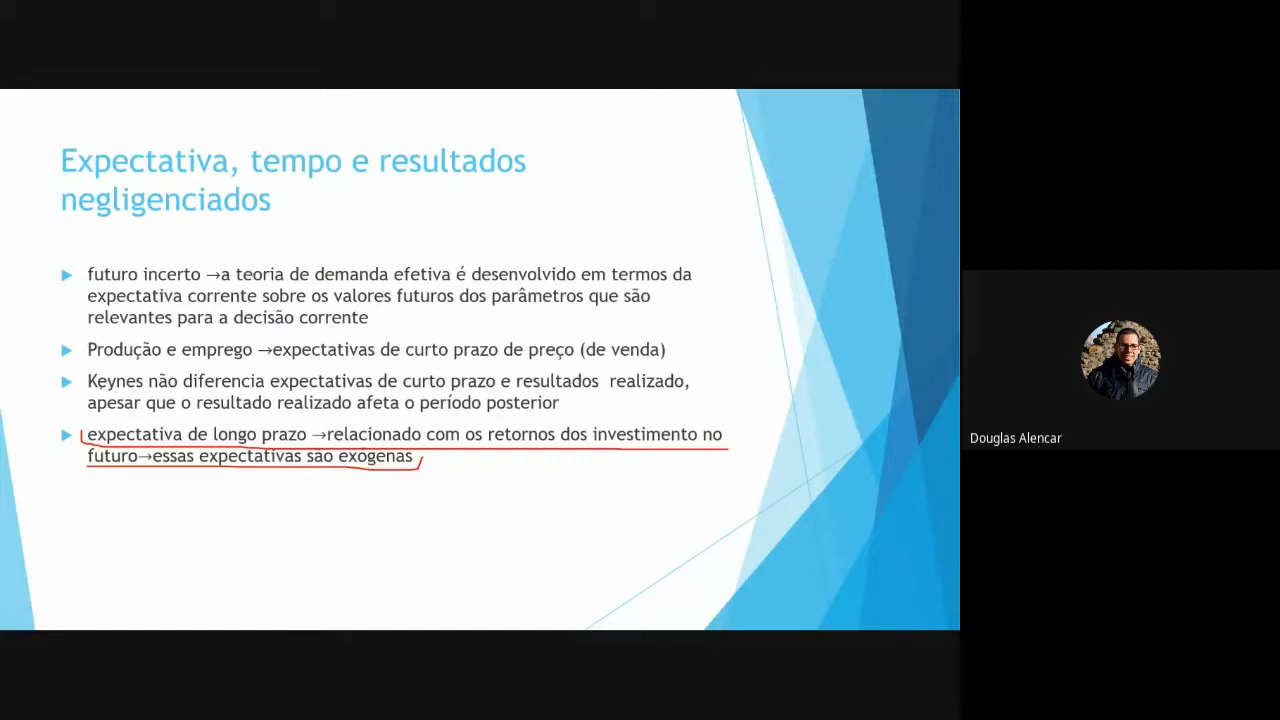 Expectativa, tempo e resultados
negligenciados
futuro incerto →a teoria de demanda efetiva é desenvolvido em termos da
expectativa corrente sobre os valores futuros dos parâmetros que são
relevantes para a decisão corrente
Produção e emprego →expectativas de curto prazo de preço (de venda)
Keynes não diferencia expectativas de curto prazo e resultados realizado,
apesar que o resultado realizado afeta o período posterior
expectativa de longo prazo →relacionado com os retornos dos investimento no
futuro→essas expectativas são exógenas
Douglas Alencar